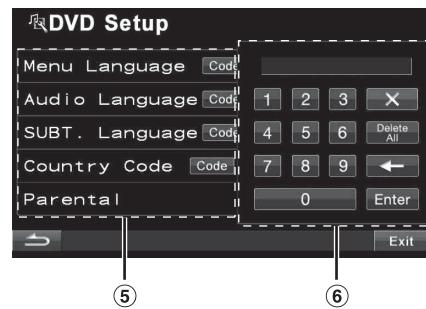 DVD Setup
Menu Language Code
Audio Language Code
SUBT. Language Code
Country Code Code
Parental
1 2 3 X
4 5 6 Delete All
7 8 9 ←
0 Enter
Exit
5 6